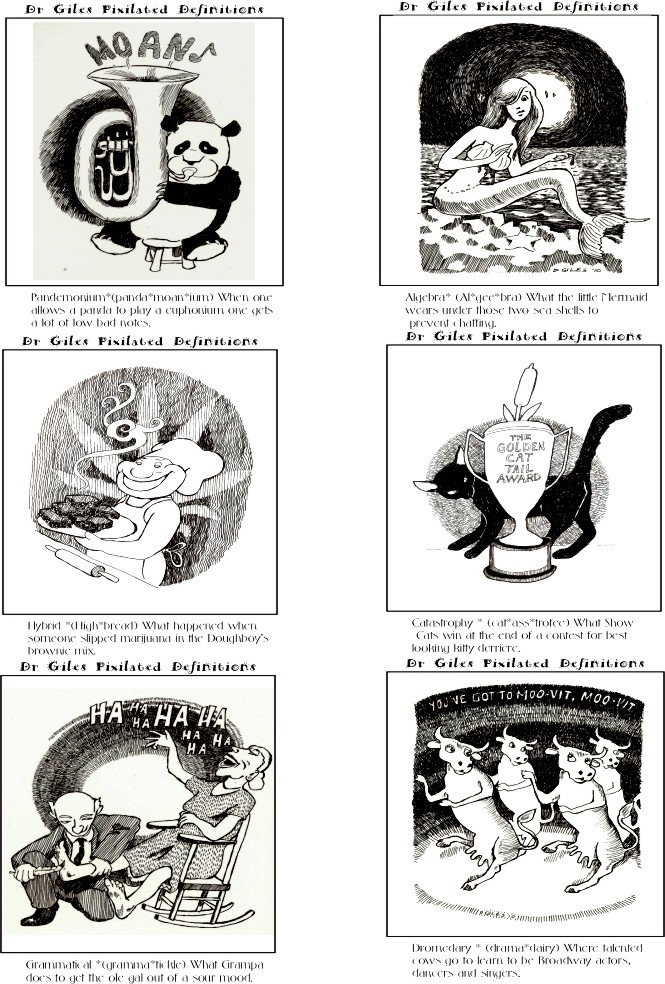 Dr Giles Pixilated Definitions
MOAN
Pandemonium*(panda*moan*ium) When one
allows a panda to play a euphonium one gets
a lot of low bad notes.
Dr Giles Pixilated Definitions
D GILES '10
Algebra* (Al*gee*bra) What the little Mermaid
wears under those two sea shells to
prevent chaffing.
Dr Giles Pixilated Definitions
Hybrid *(High*bread) What happened when
someone slipped marijuana in the Doughboy's
brownie mix.
Dr Giles Pixilated Definitions
THE
GOLDEN
CAT
TAIL
AWARD
Catastrophy * (cat*ass*trofee) What Show
Cats win at the end of a contest for best
looking kitty derriere.
Dr Giles Pixilated Definitions
HA HA HA HA
HA HA
HA HA
Grammatical *(gramma*tickle) What Grampa
does to get the ole gal out of a sour mood.
Dr Giles Pixilated Definitions
YOU'VE GOT TO MOO-VIT, MOO-VIT
Dromedary * (drama*dairy) Where talented
cows go to learn to be Broadway actors,
dancers and singers.